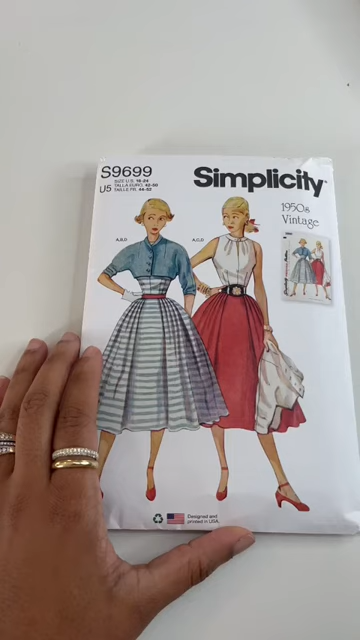 S9699
SIZE U.S. 16-24
U5 TALLA EURO. 42-50
TAILLE FR. 44-52
Simplicity
1950s
Vintage
A,B,D
A,C,D
Designed and
printed in USA.